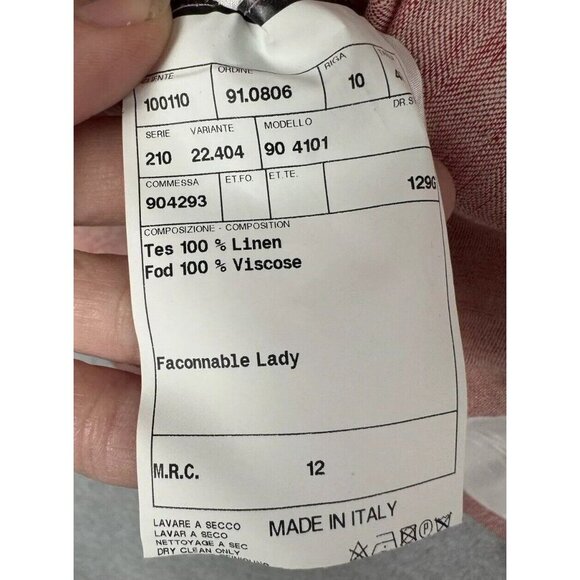 ORDINE RIGA
100110 91.0806 10
SERIE VARIANTE MODELLO
210 22.404 90 4101
COMMESSA ET.FO. ET.TE.
904293 129G
COMPOSIZIONE - COMPOSITION
Tes 100 % Linen
Fod 100 % Viscose
Faconnable Lady
M.R.C. 12
LAVARE A SECCO
LAVAR A SECO
NETTOYAGE A SEC
DRY CLEAN ONLY
MADE IN ITALY